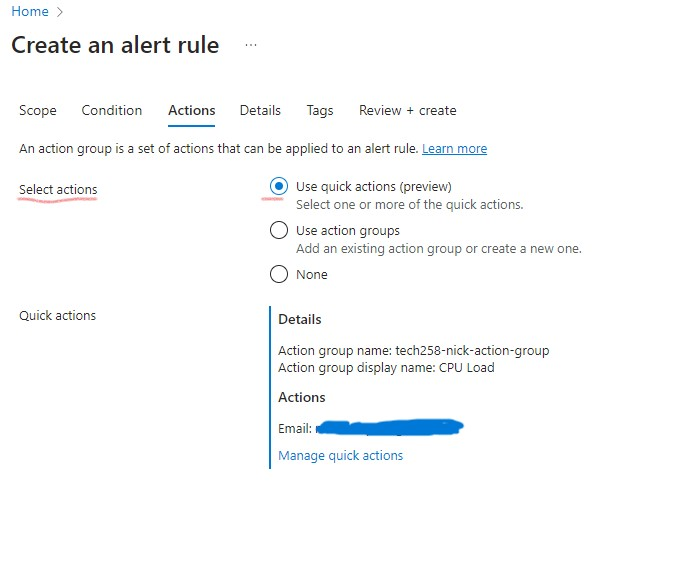 Home >
Create an alert rule ...
Scope Condition Actions Details Tags Review + create
An action group is a set of actions that can be applied to an alert rule. Learn more
Select actions
Use quick actions (preview)
Select one or more of the quick actions.
Use action groups
Add an existing action group or create a new one.
None
Quick actions
Details
Action group name: tech258-nick-action-group
Action group display name: CPU Load
Actions
Email:
Manage quick actions